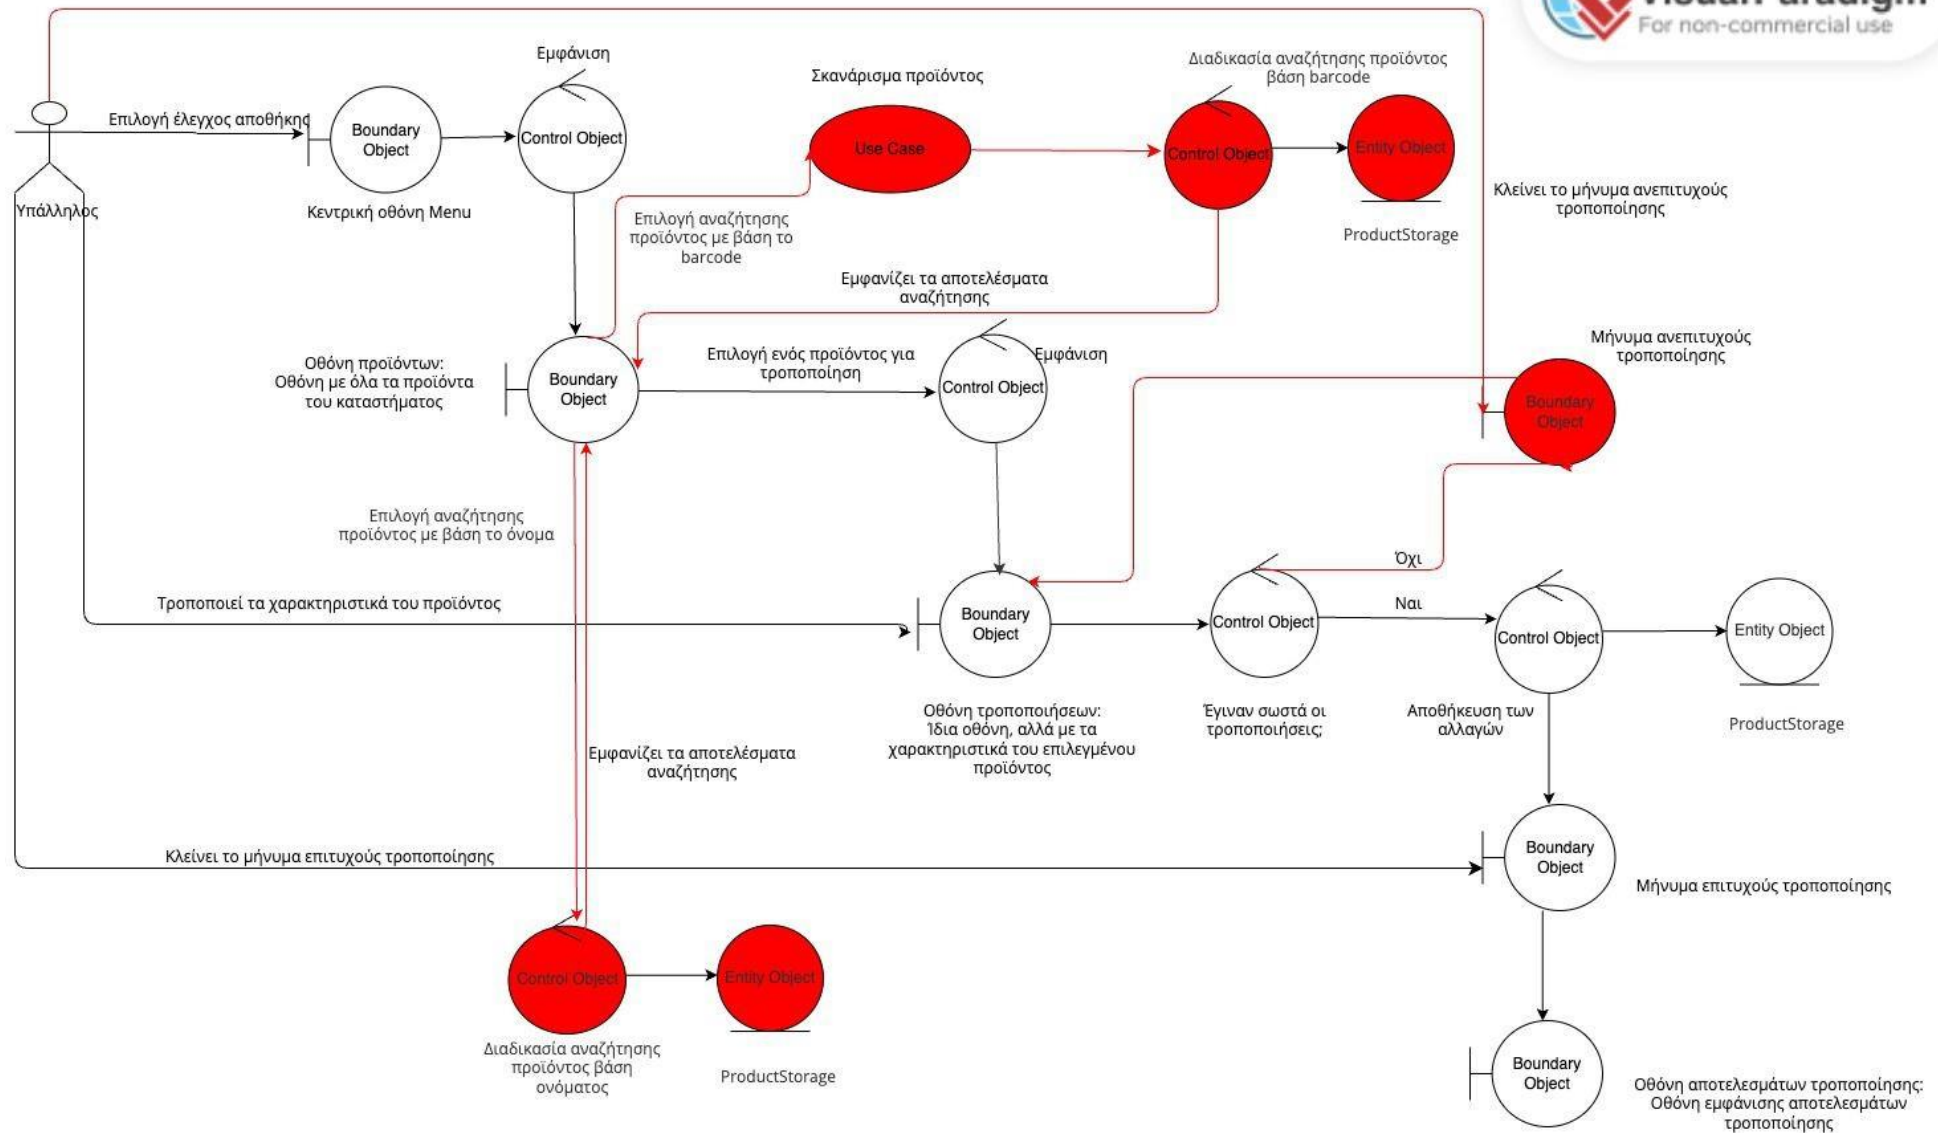 VisualParadigm
For non-commercial use
Εμφάνιση
Σκανάρισμα προϊόντος
Διαδικασία αναζήτησης προϊόντος
βάση barcode
Επιλογή έλεγχος αποθήκης
Boundary
Object
Control Object
Use Case
Control Object
Entity Object
Υπάλληλος
Κεντρική οθόνη Menu
Επιλογή αναζήτησης
προϊόντος με βάση το
barcode
ProductStorage
Κλείνει το μήνυμα ανεπιτυχούς
τροποποίησης
Εμφανίζει τα αποτελέσματα
αναζήτησης
Οθόνη προϊόντων:
Οθόνη με όλα τα προϊόντα
του καταστήματος
Boundary
Object
Επιλογή ενός προϊόντος για
τροποποίηση
Control Object
Εμφάνιση
Μήνυμα ανεπιτυχούς
τροποποίησης
Boundary
Object
Επιλογή αναζήτησης
προϊόντος με βάση το όνομα
Όχι
Ναι
Τροποποιεί τα χαρακτηριστικά του προϊόντος
Boundary
Object
Control Object
Control Object
Entity Object
Οθόνη τροποποιήσεων:
Ίδια οθόνη, αλλά με τα
χαρακτηριστικά του επιλεγμένου
προϊόντος
Έγιναν σωστά οι
τροποποιήσεις;
Αποθήκευση των
αλλαγών
ProductStorage
Εμφανίζει τα αποτελέσματα
αναζήτησης
Κλείνει το μήνυμα επιτυχούς τροποποίησης
Boundary
Object
Μήνυμα επιτυχούς τροποποίησης
Control Object
Entity Object
Διαδικασία αναζήτησης
προϊόντος βάση
ονόματος
ProductStorage
Boundary
Object
Οθόνη αποτελεσμάτων τροποποίησης:
Οθόνη εμφάνισης αποτελεσμάτων
τροποποίησης